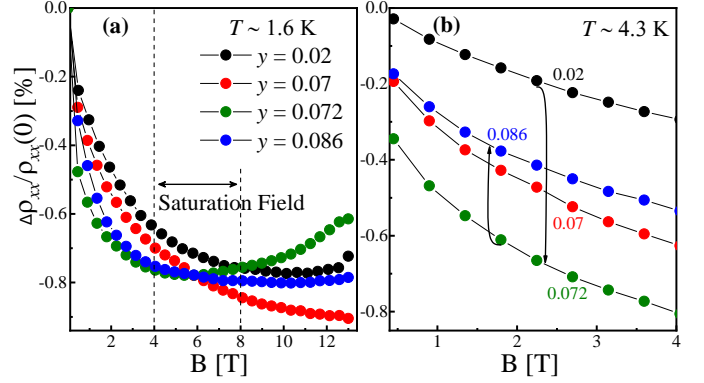 (a)
T ~ 1.6 K
y = 0.02
y = 0.07
y = 0.072
y = 0.086
Saturation Field
0.0
-0.2
-0.4
-0.6
-0.8
Δρxx/ρxx(0) [%]
2 4 6 8 10 12
B [T]
(b)
T ~ 4.3 K
0.02
0.086
0.07
0.072
0.0
-0.2
-0.4
-0.6
-0.8
1 2 3 4
B [T]